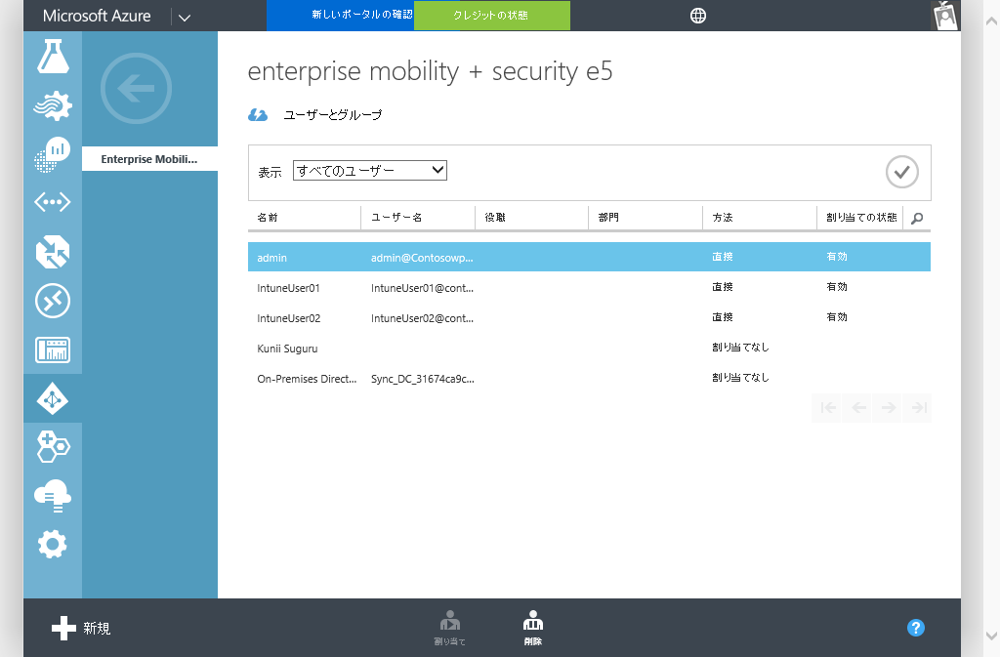 Microsoft Azure
新しいポータルの確認
クレジットの状態
Enterprise Mobili...
enterprise mobility + security e5
ユーザーとグループ
表示 すべてのユーザー
名前 ユーザー名 役職 部門 方法 割り当ての状態
admin admin@Contosowp... 直接 有効
IntuneUser01 IntuneUser01@cont... 直接 有効
IntuneUser02 IntuneUser02@cont... 直接 有効
Kunii Suguru 割り当てなし
On-Premises Direct... Sync_DC_31674ca9c... 割り当てなし
新規
割り当て
削除
?